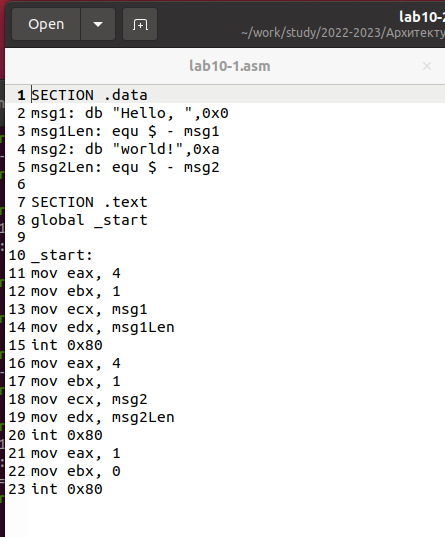 Open
lab10-2
~/work/study/2022-2023/Архитекту
lab10-1.asm
1 SECTION .data
2 msg1: db "Hello, ",0x0
3 msg1Len: equ $ - msg1
4 msg2: db "world!",0xa
5 msg2Len: equ $ - msg2
6
7 SECTION .text
8 global _start
9
10 _start:
11 mov eax, 4
12 mov ebx, 1
13 mov ecx, msg1
14 mov edx, msg1Len
15 int 0x80
16 mov eax, 4
17 mov ebx, 1
18 mov ecx, msg2
19 mov edx, msg2Len
20 int 0x80
21 mov eax, 1
22 mov ebx, 0
23 int 0x80